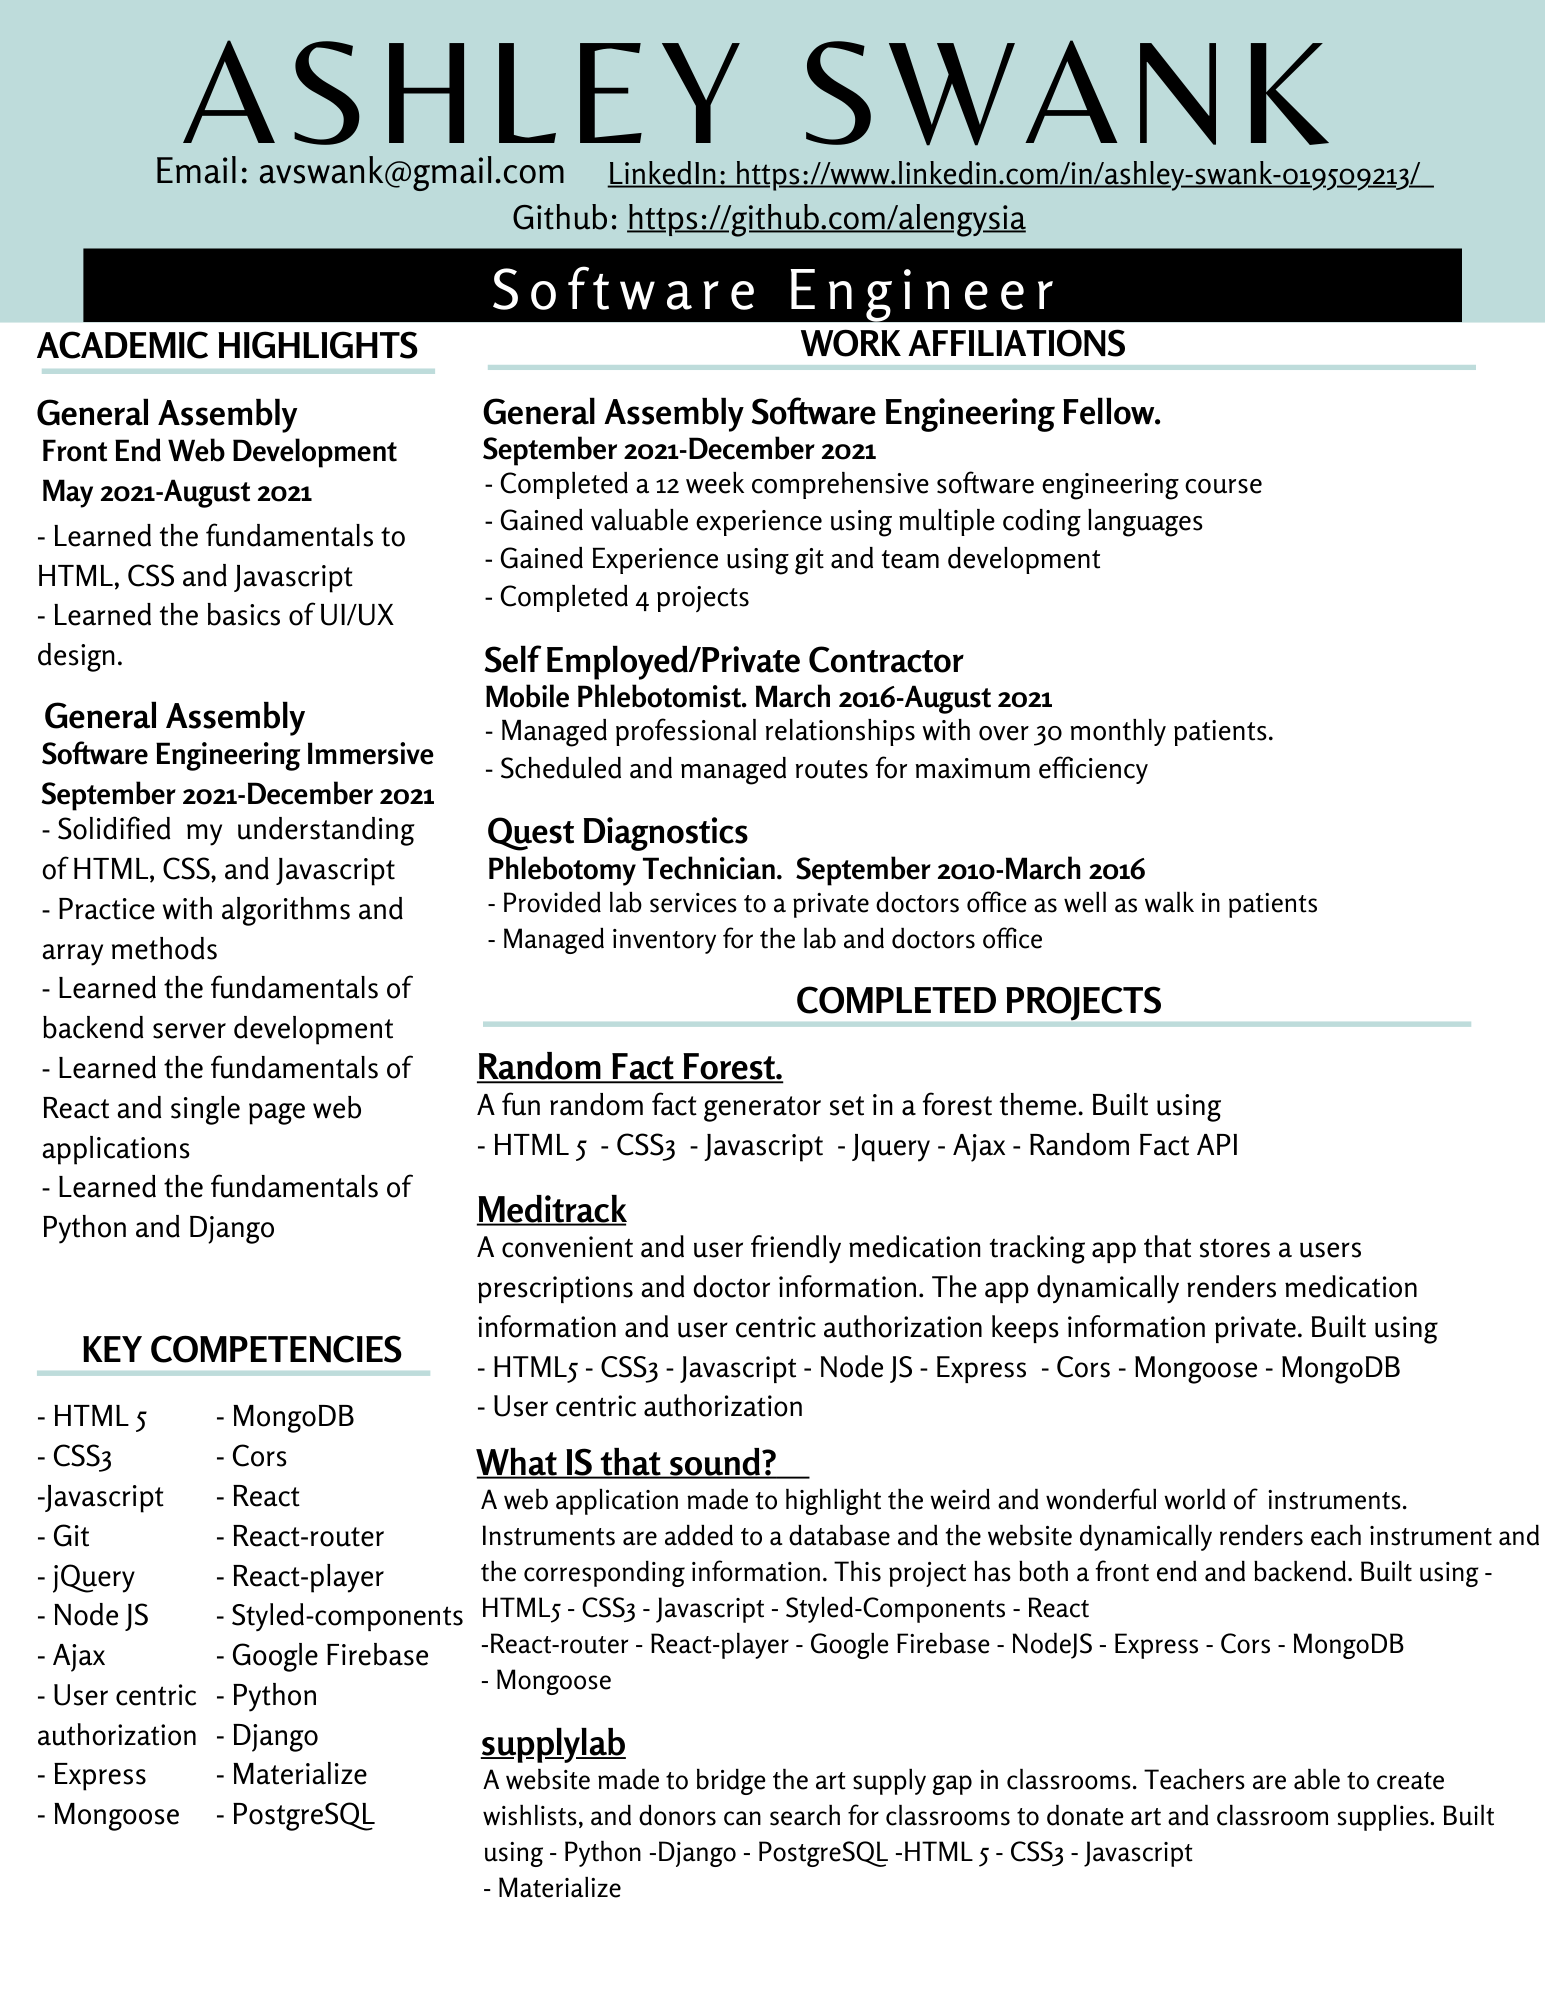 ASHLEY SWANK
Email: avswank@gmail.com LinkedIn: https://www.linkedin.com/in/ashley-swank-019509213/
Github: https://github.com/alengysia
Software Engineer
ACADEMIC HIGHLIGHTS
General Assembly
Front End Web Development
May 2021-August 2021
- Learned the fundamentals to
HTML, CSS and Javascript
- Learned the basics of UI/UX
design.
General Assembly
Software Engineering Immersive
September 2021-December 2021
- Solidified my understanding
of HTML, CSS, and Javascript
- Practice with algorithms and
array methods
- Learned the fundamentals of
backend server development
- Learned the fundamentals of
React and single page web
applications
- Learned the fundamentals of
Python and Django
KEY COMPETENCIES
- HTML 5
- CSS3
-Javascript
- Git
- jQuery
- Node JS
- Ajax
- User centric
authorization
- Express
- Mongoose
- MongoDB
- Cors
- React
- React-router
- React-player
- Styled-components
- Google Firebase
- Python
- Django
- Materialize
- PostgreSQL
WORK AFFILIATIONS
General Assembly Software Engineering Fellow.
September 2021-December 2021
- Completed a 12 week comprehensive software engineering course
- Gained valuable experience using multiple coding languages
- Gained Experience using git and team development
- Completed 4 projects
Self Employed/Private Contractor
Mobile Phlebotomist. March 2016-August 2021
- Managed professional relationships with over 30 monthly patients.
- Scheduled and managed routes for maximum efficiency
Quest Diagnostics
Phlebotomy Technician. September 2010-March 2016
- Provided lab services to a private doctors office as well as walk in patients
- Managed inventory for the lab and doctors office
COMPLETED PROJECTS
Random Fact Forest.
A fun random fact generator set in a forest theme. Built using
- HTML 5 - CSS3 - Javascript - Jquery - Ajax - Random Fact API
Meditrack
A convenient and user friendly medication tracking app that stores a users
prescriptions and doctor information. The app dynamically renders medication
information and user centric authorization keeps information private. Built using
- HTML5 - CSS3 - Javascript - Node JS - Express - Cors - Mongoose - MongoDB
- User centric authorization
What IS that sound?
A web application made to highlight the weird and wonderful world of instruments.
Instruments are added to a database and the website dynamically renders each instrument and
the corresponding information. This project has both a front end and backend. Built using -
HTML5 - CSS3 - Javascript - Styled-Components - React
-React-router - React-player - Google Firebase - NodeJS - Express - Cors - MongoDB
- Mongoose
supplylab
A website made to bridge the art supply gap in classrooms. Teachers are able to create
wishlists, and donors can search for classrooms to donate art and classroom supplies. Built
using - Python -Django - PostgreSQL -HTML 5 - CSS3 - Javascript
- Materialize